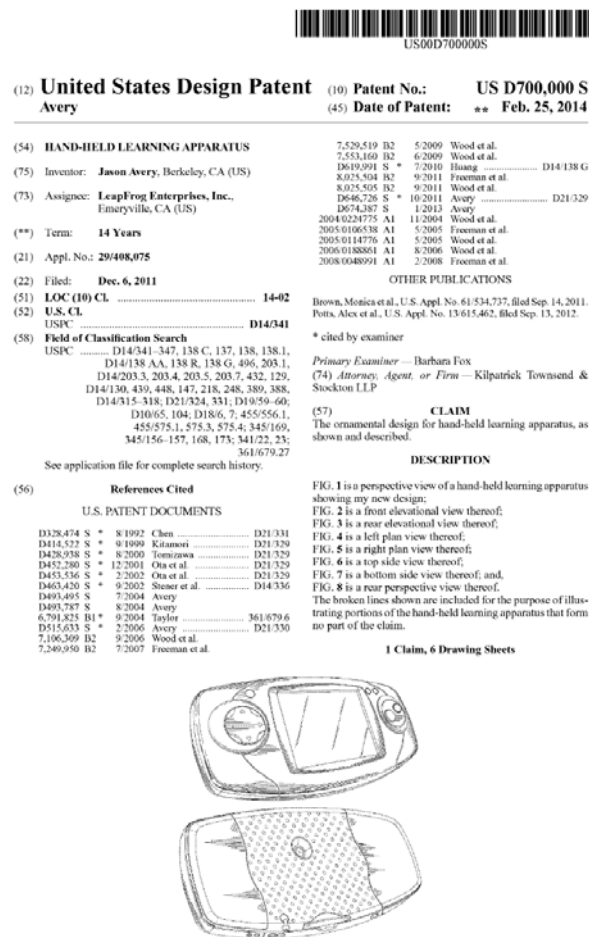 US00D700000S
(12) United States Design Patent
Avery
(10) Patent No.: US D700,000 S
(45) Date of Patent: ** Feb. 25, 2014
(54) HAND-HELD LEARNING APPARATUS
(75) Inventor: Jason Avery, Berkeley, CA (US)
(73) Assignee: LeapFrog Enterprises, Inc.,
Emeryville, CA (US)
(**) Term: 14 Years
(21) Appl. No.: 29/408,075
(22) Filed: Dec. 6, 2011
(51) LOC (10) Cl. .................................... 14-02
(52) U.S. Cl.
USPC ............................................ D14/341
(58) Field of Classification Search
USPC .......... D14/341–347, 138 C, 137, 138, 138.1,
D14/138 AA, 138 R, 138 G, 496, 203.1,
D14/203.3, 203.4, 203.5, 203.7, 432, 129,
D14/130, 439, 448, 147, 218, 248, 389, 388,
D14/315–318; D21/324, 331; D19/59–60;
D10/65, 104; D18/6, 7; 455/556.1,
455/575.1, 575.3, 575.4; 345/169,
345/156–157, 168, 173; 341/22, 23;
361/679.27
See application file for complete search history.
(56) References Cited
U.S. PATENT DOCUMENTS
D328,474 S * 8/1992 Chen ........................ D21/331
D414,522 S * 9/1999 Kitamori .................. D21/329
D428,938 S * 8/2000 Tomizawa ................ D21/329
D452,280 S * 12/2001 Ota et al. .................. D21/329
D453,536 S * 2/2002 Ota et al. .................. D21/329
D463,420 S * 9/2002 Stener et al. ............. D14/336
D493,495 S 7/2004 Avery
D493,787 S 8/2004 Avery
6,791,825 B1 * 9/2004 Taylor .................... 361/679.6
D515,633 S * 2/2006 Avery ...................... D21/330
7,106,309 B2 9/2006 Wood et al.
7,249,950 B2 7/2007 Freeman et al.
7,529,519 B2 5/2009 Wood et al.
7,553,160 B2 6/2009 Wood et al.
D619,991 S * 7/2010 Huang .................. D14/138 G
8,025,504 B2 9/2011 Freeman et al.
8,025,505 B2 9/2011 Wood et al.
D646,726 S * 10/2011 Avery ...................... D21/329
D674,387 S 1/2013 Avery
2004/0224775 A1 11/2004 Wood et al.
2005/0106538 A1 5/2005 Freeman et al.
2005/0114776 A1 5/2005 Wood et al.
2006/0188861 A1 8/2006 Wood et al.
2008/0048991 A1 2/2008 Freeman et al.
OTHER PUBLICATIONS
Brown, Monica et al., U.S. Appl. No. 61/534,737, filed Sep. 14, 2011.
Potts, Alex et al., U.S. Appl. No. 13/615,462, filed Sep. 13, 2012.
* cited by examiner
Primary Examiner — Barbara Fox
(74) Attorney, Agent, or Firm — Kilpatrick Townsend &
Stockton LLP
(57) CLAIM
The ornamental design for hand-held learning apparatus, as
shown and described.
DESCRIPTION
FIG. 1 is a perspective view of a hand-held learning apparatus
showing my new design;
FIG. 2 is a front elevational view thereof;
FIG. 3 is a rear elevational view thereof;
FIG. 4 is a left plan view thereof;
FIG. 5 is a right plan view thereof;
FIG. 6 is a top side view thereof;
FIG. 7 is a bottom side view thereof; and,
FIG. 8 is a rear perspective view thereof.
The broken lines shown are included for the purpose of illus-
trating portions of the hand-held learning apparatus that form
no part of the claim.
1 Claim, 6 Drawing Sheets